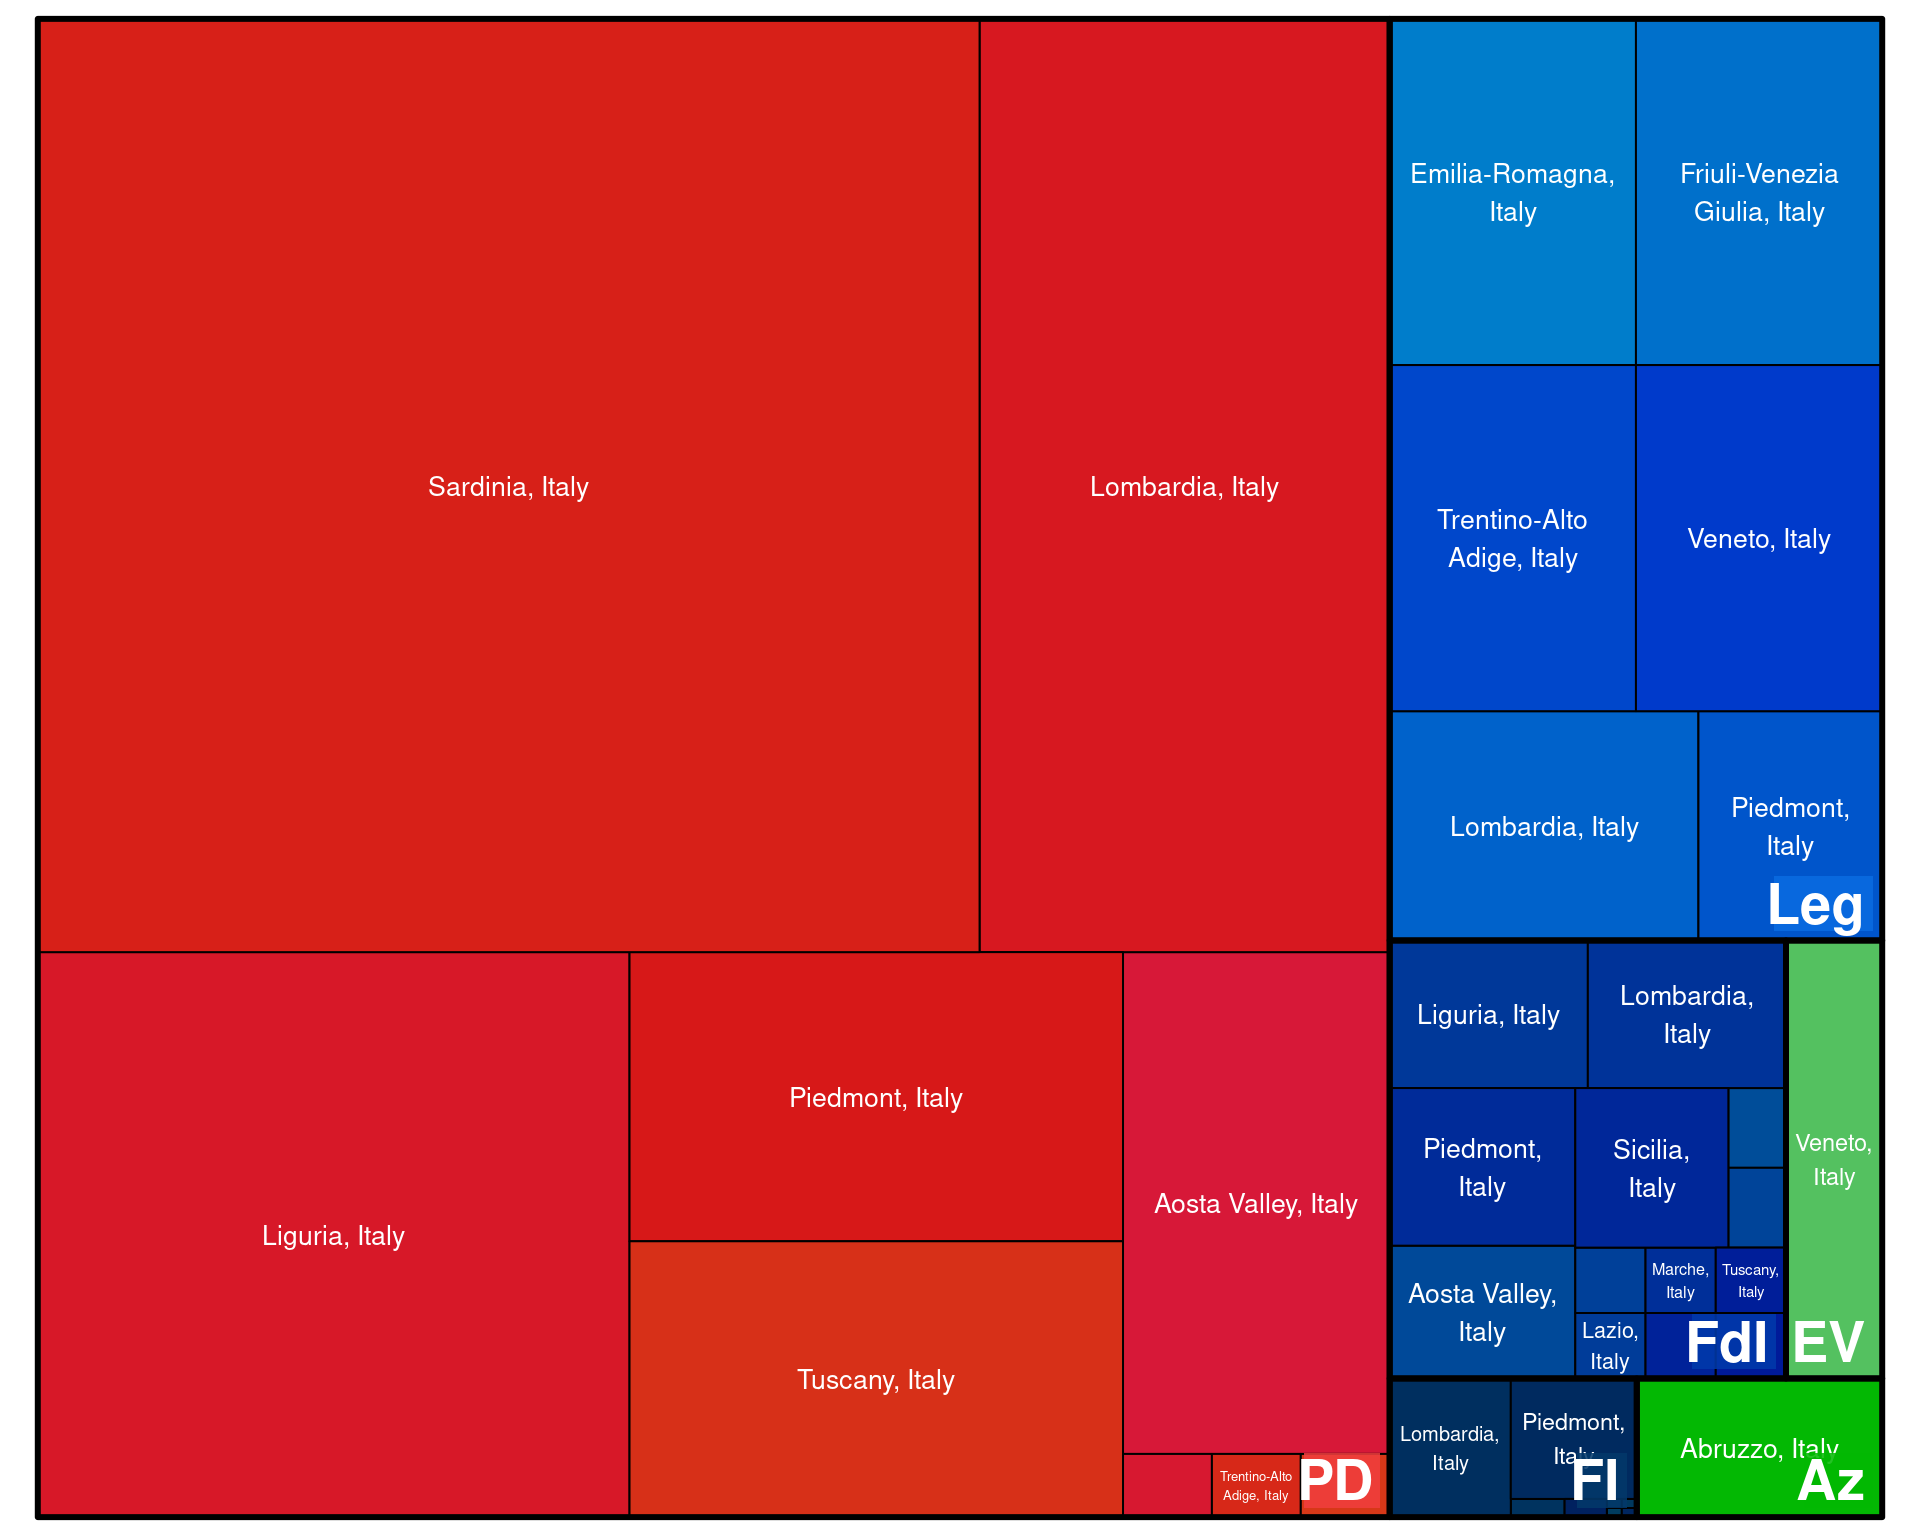 Sardinia, Italy
Lombardia, Italy
Liguria, Italy
Piedmont, Italy
Tuscany, Italy
Aosta Valley, Italy
Trentino-Alto
Adige, Italy
PD
Emilia-Romagna,
Italy
Friuli-Venezia
Giulia, Italy
Trentino-Alto
Adige, Italy
Veneto, Italy
Lombardia, Italy
Piedmont,
Italy
Leg
Liguria, Italy
Lombardia,
Italy
Piedmont,
Italy
Sicilia,
Italy
Aosta Valley,
Italy
Marche,
Italy
Tuscany,
Italy
Lazio,
Italy
FdI
Veneto,
Italy
EV
Lombardia,
Italy
Piedmont,
Italy
FI
Abruzzo, Italy
Az